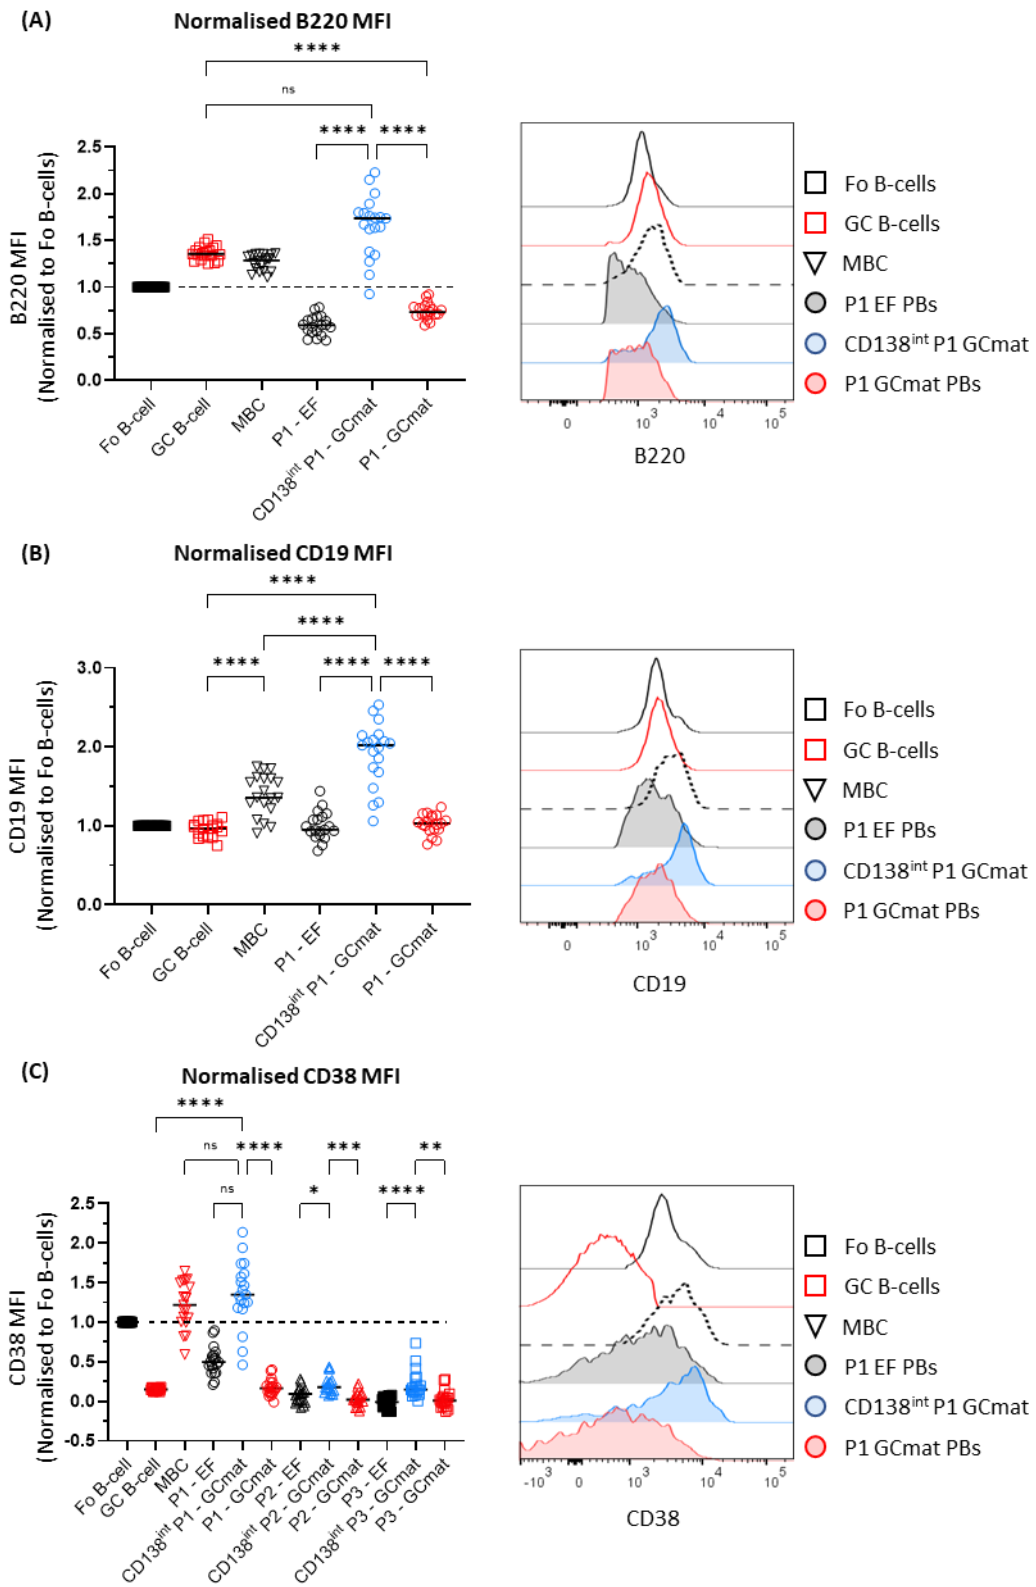 (A)
Normalised B220 MFI
****
ns
**** ****
B220 MFI
(Normalised to Fo B-cells)
2.5
2.0
1.5
1.0
0.5
0.0
Fo B-cell
GC B-cell
MBC
P1 - EF
CD138int P1 - GCmat
P1 - GCmat
0 10³ 10⁴ 10⁵
B220
Fo B-cells
GC B-cells
MBC
P1 EF PBs
CD138int P1 GCmat
P1 GCmat PBs
(B)
Normalised CD19 MFI
****
****
**** **** ****
CD19 MFI
(Normalised to Fo B-cells)
3.0
2.0
1.0
0.0
Fo B-cell
GC B-cell
MBC
P1 - EF
CD138int P1 - GCmat
P1 - GCmat
0 10³ 10⁴ 10⁵
CD19
Fo B-cells
GC B-cells
MBC
P1 EF PBs
CD138int P1 GCmat
P1 GCmat PBs
(C)
Normalised CD38 MFI
****
ns **** *** **
ns * ****
CD38 MFI
(Normalised to Fo B-cells)
2.5
2.0
1.5
1.0
0.5
0.0
-0.5
Fo B-cell
GC B-cell
MBC
P1 - EF
CD138int P1 - GCmat
P1 - GCmat
P2 - EF
CD138int P2 - GCmat
P2 - GCmat
P3 - EF
CD138int P3 - GCmat
P3 - GCmat
-10³ 0 10³ 10⁴ 10⁵
CD38
Fo B-cells
GC B-cells
MBC
P1 EF PBs
CD138int P1 GCmat
P1 GCmat PBs